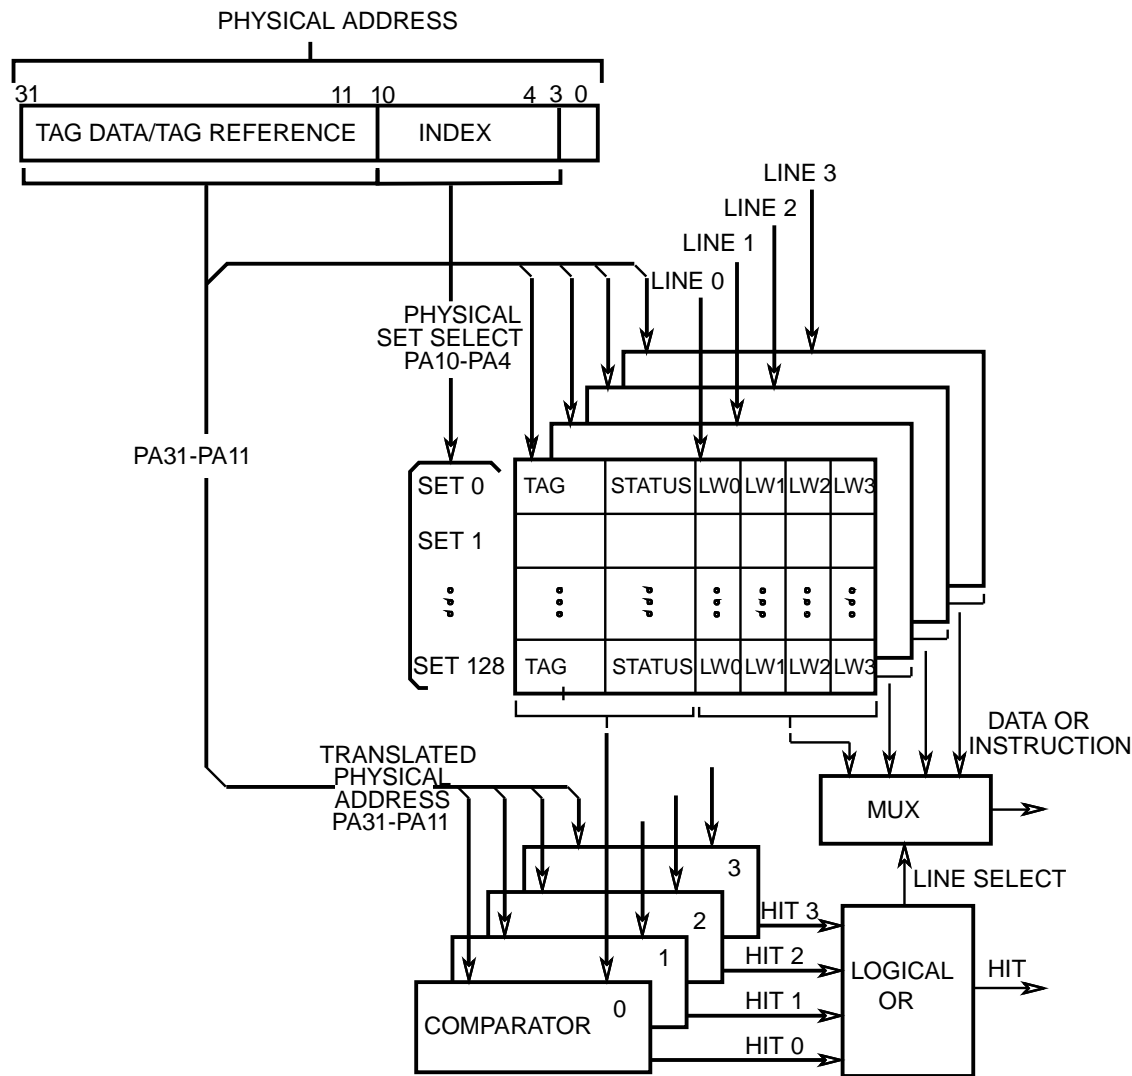 PHYSICAL ADDRESS
31 11 10 4 3 0
TAG DATA/TAG REFERENCE INDEX
LINE 3
LINE 2
LINE 1
LINE 0
PHYSICAL
SET SELECT
PA10-PA4
PA31-PA11
SET 0 TAG STATUS LW0 LW1 LW2 LW3
SET 1
SET 128 TAG STATUS LW0 LW1 LW2 LW3
DATA OR
INSTRUCTION
TRANSLATED
PHYSICAL
ADDRESS
PA31-PA11
MUX
3
LINE SELECT
2
HIT 3
1
HIT 2
LOGICAL
OR
HIT
0
HIT 1
COMPARATOR
HIT 0